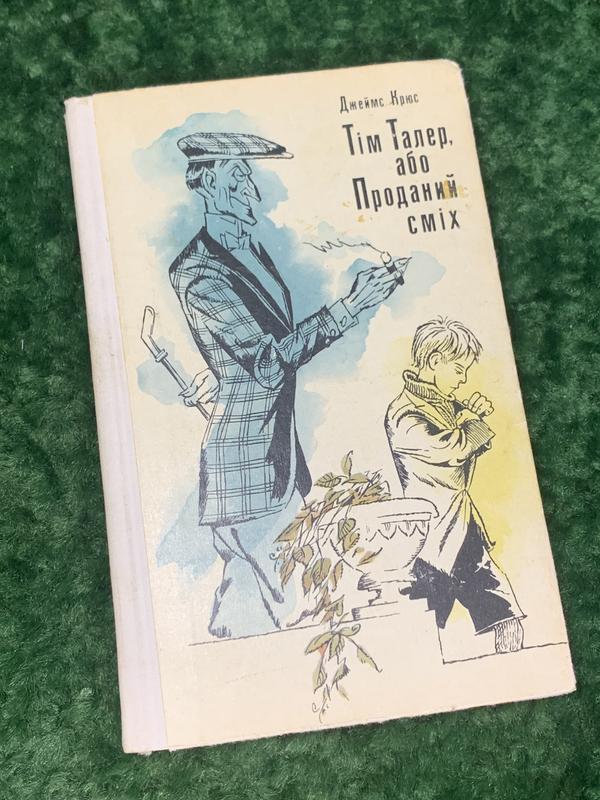 Джеймс Крюс
Тім Талер,
або
Проданий
сміх